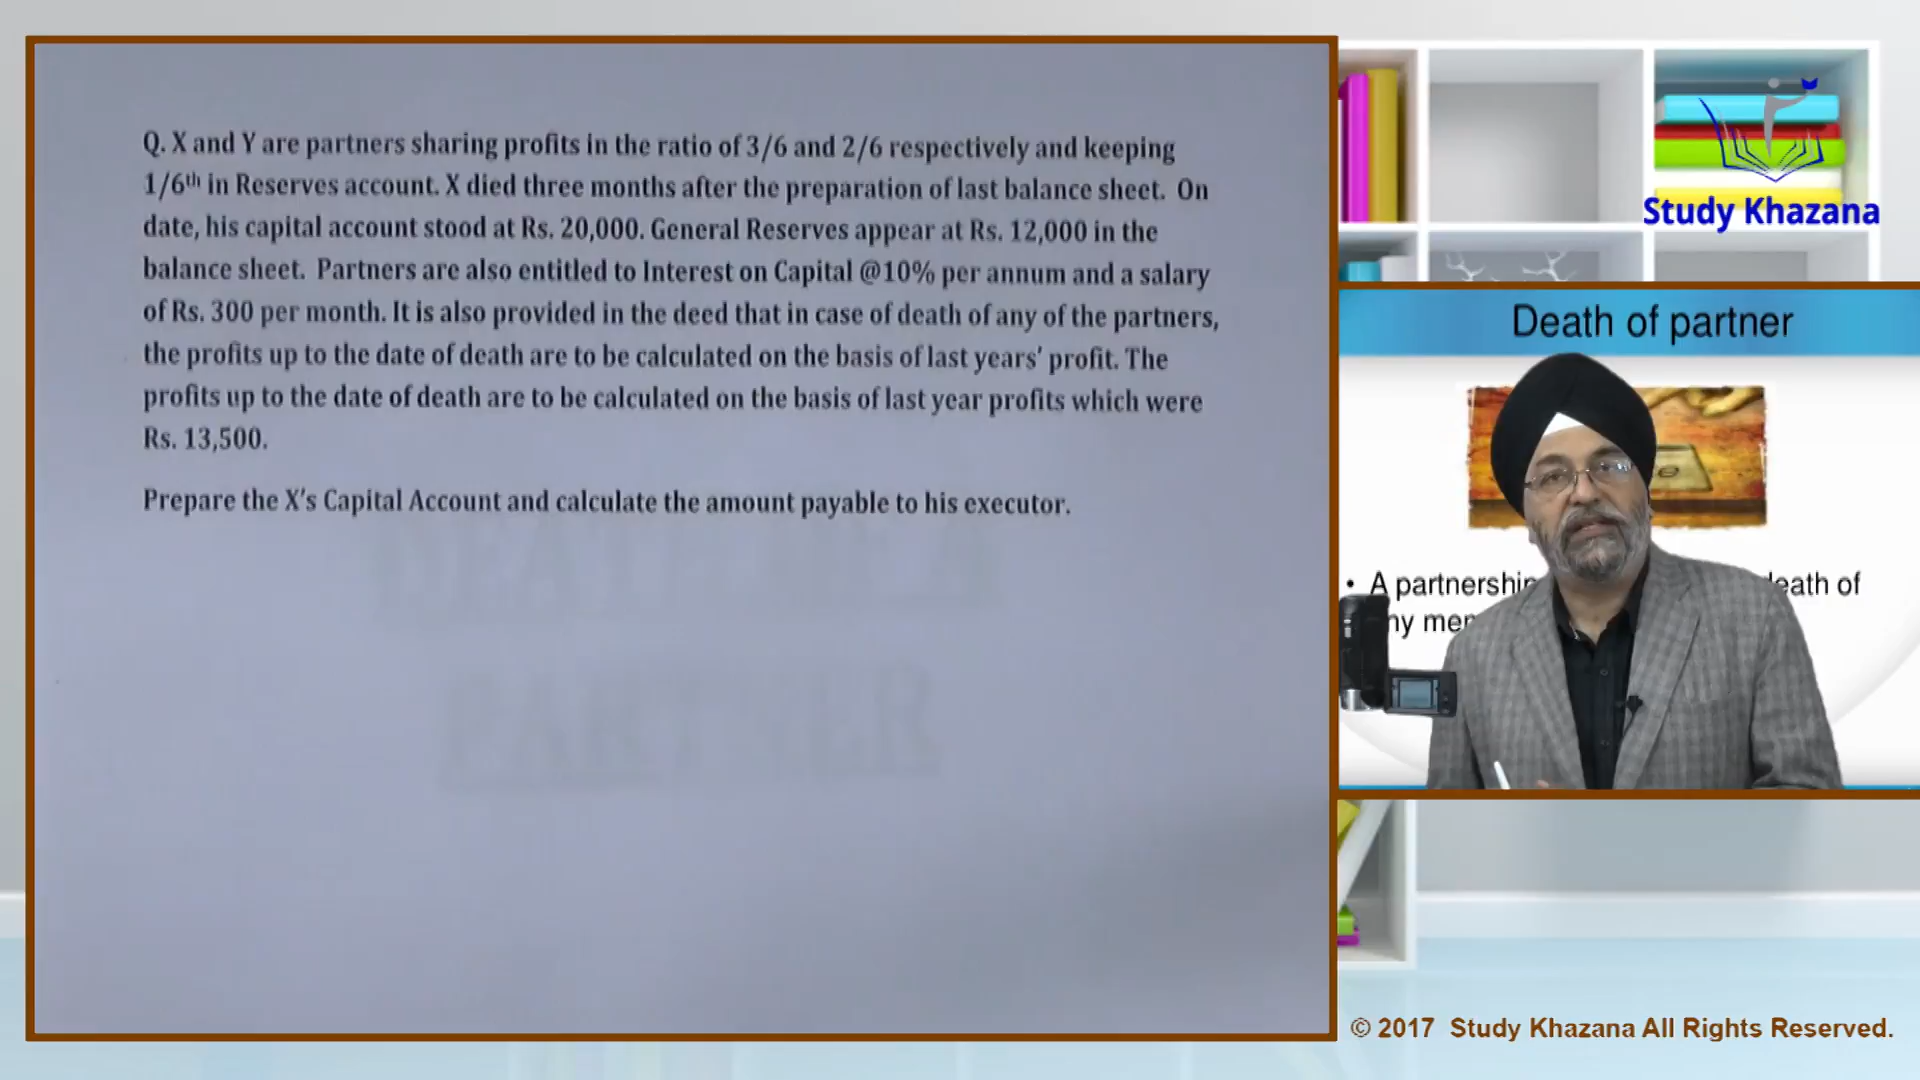 Q. X and Y are partners sharing profits in the ratio of 3/6 and 2/6 respectively and keeping
1/6th in Reserves account. X died three months after the preparation of last balance sheet. On
date, his capital account stood at Rs. 20,000. General Reserves appear at Rs. 12,000 in the
balance sheet. Partners are also entitled to Interest on Capital @10% per annum and a salary
of Rs. 300 per month. It is also provided in the deed that in case of death of any of the partners,
the profits up to the date of death are to be calculated on the basis of last years' profit. The
profits up to the date of death are to be calculated on the basis of last year profits which were
Rs. 13,500.
Prepare the X's Capital Account and calculate the amount payable to his executor.
DEATH OF A
PARTNER
Study Khazana
Death of partner
• A partnership death of
any
© 2017 Study Khazana All Rights Reserved.